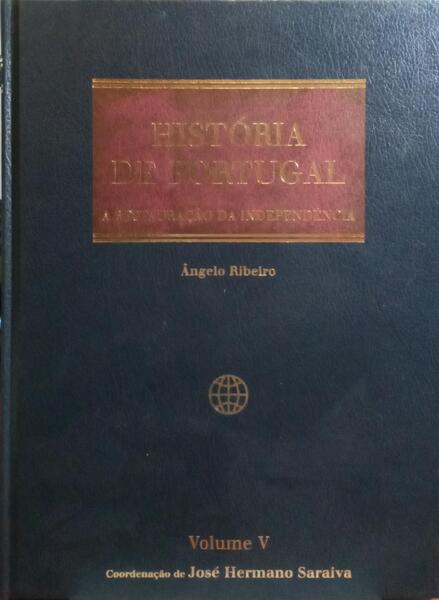 HISTÓRIA
DE PORTUGAL
A RESTAURAÇÃO DA INDEPENDÊNCIA
Ângelo Ribeiro
Volume V
Coordenação de José Hermano Saraiva